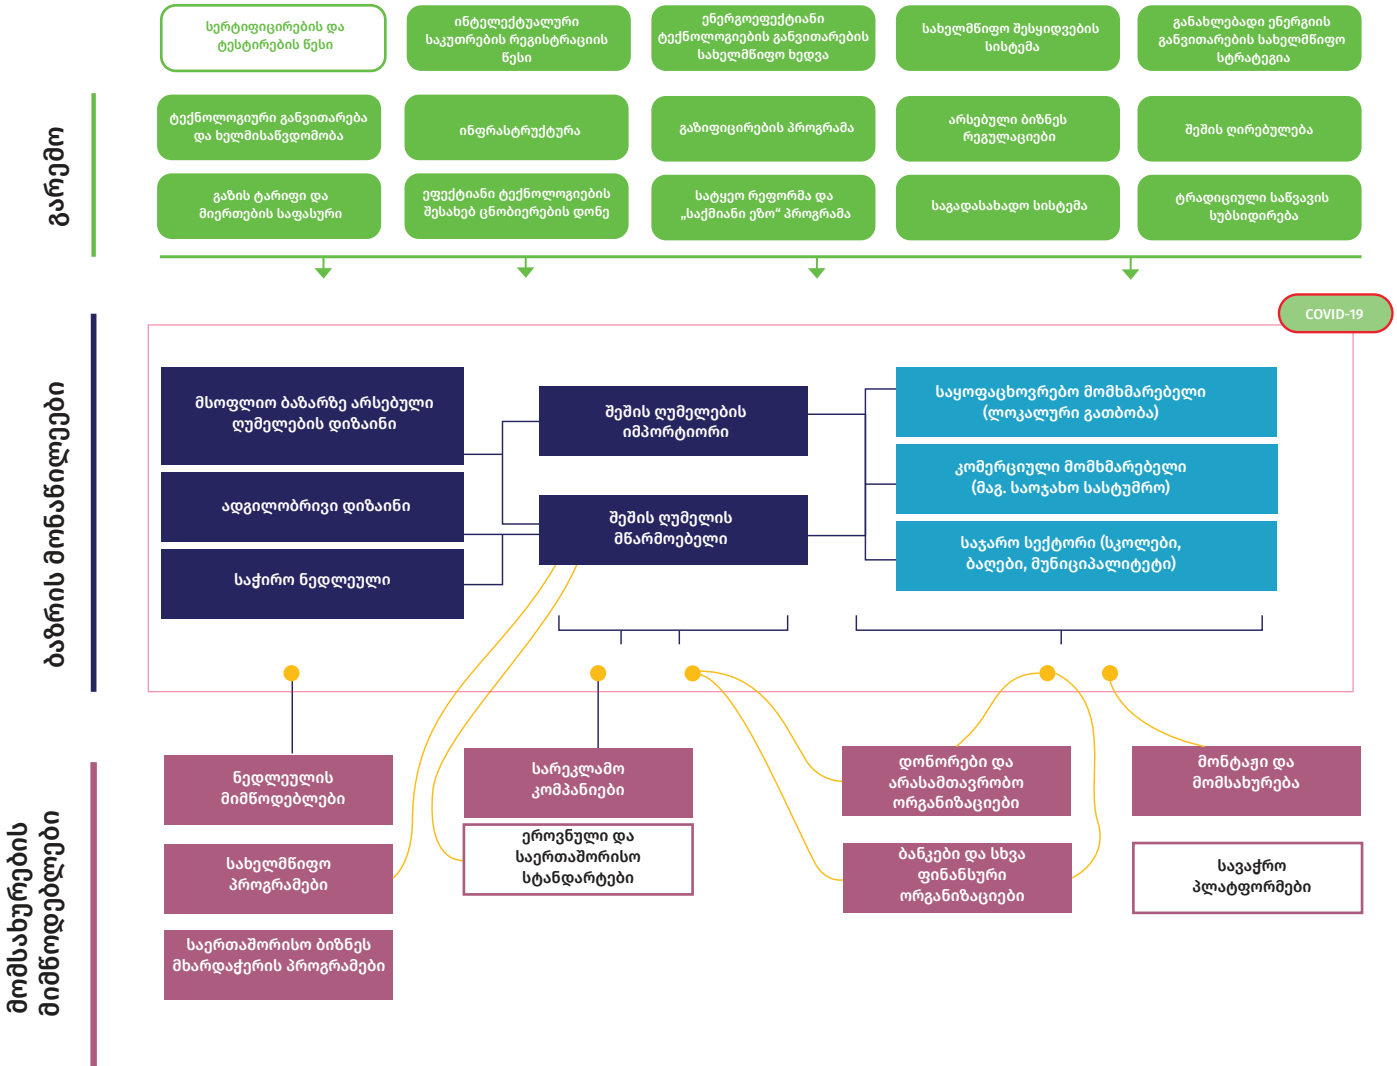 სერტიფიცირების და
ტესტირების წესი
ინტელექტუალური
საკუთრების რეგისტრაციის
წესი
ენერგოეფექტიანი
ტექნოლოგიების განვითარების
სახელმწიფო ხედვა
სახელმწიფო შესყიდვების
სისტემა
განახლებადი ენერგიის
განვითარების სახელმწიფო
სტრატეგია
გარემო
ტექნოლოგიური განვითარება
და ხელმისაწვდომობა
ინფრასტრუქტურა
გაზიფიცირების პროგრამა
არსებული ბიზნეს
რეგულაციები
შეშის ღირებულება
გაზის ტარიფი და
მიერთების საფასური
ეფექტიანი ტექნოლოგიების
შესახებ ცნობიერების დონე
სატყეო რეფორმა და
„საქმიანი ეზო“ პროგრამა
საგადასახადო სისტემა
ტრადიციული საწვავის
სუბსიდირება
COVID-19
ბაზრის მონაწილეები
მსოფლიო ბაზარზე არსებული
ღუმელების დიზაინი
ადგილობრივი დიზაინი
საჭირო ნედლეული
შეშის ღუმელების
იმპორტიორი
შეშის ღუმელის
მწარმოებელი
საყოფაცხოვრებო მომხმარებელი
(ლოკალური გათბობა)
კომერციული მომხმარებელი
(მაგ. საოჯახო სასტუმრო)
საჯარო სექტორი (სკოლები,
ბაღები, მუნიციპალიტეტი)
მომსახურების
მიმწოდებლები
ნედლეულის
მიმწოდებლები
სახელმწიფო
პროგრამები
საერთაშორისო ბიზნეს
მხარდაჭერის პროგრამები
სარეკლამო
კომპანიები
ეროვნული და
საერთაშორისო
სტანდარტები
დონორები და
არასამთავრობო
ორგანიზაციები
ბანკები და სხვა
ფინანსური
ორგანიზაციები
მონტაჟი და
მომსახურება
სავაჭრო
პლატფორმები